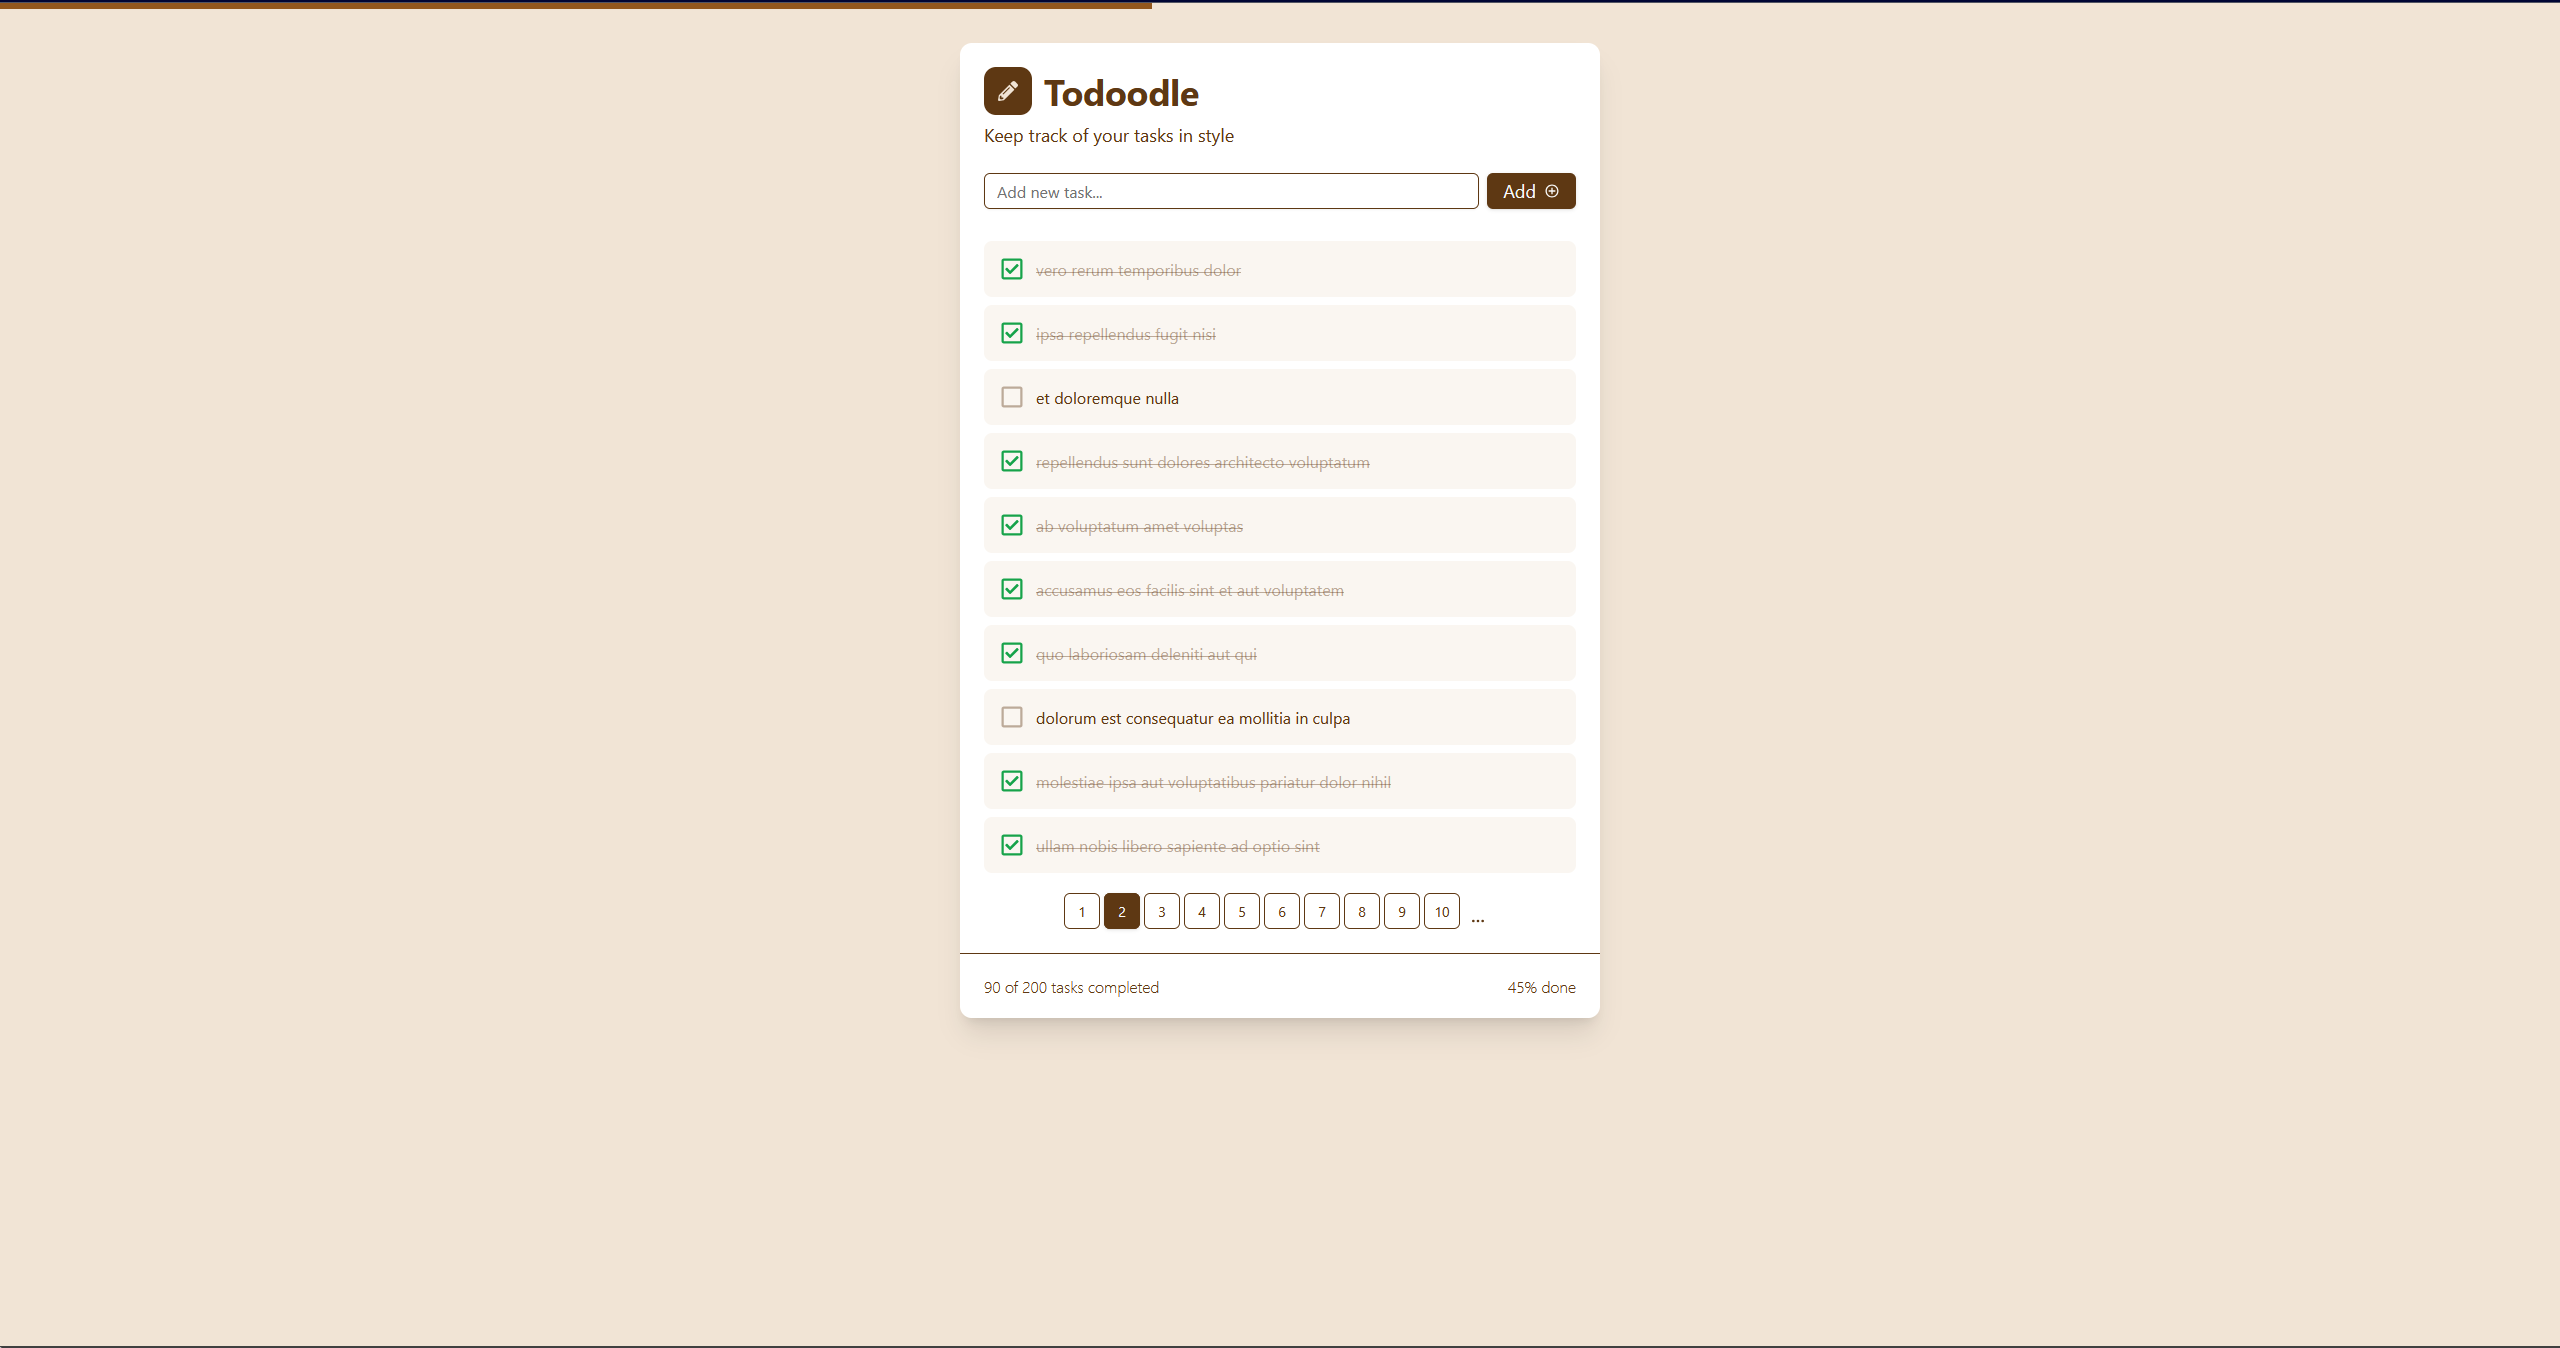 Todoodle
Keep track of your tasks in style
Add new task...
Add
vero rerum temporibus dolor
ipsa repellendus fugit nisi
et doloremque nulla
repellendus sunt dolores architecto voluptatum
ab voluptatum amet voluptas
accusamus eos facilis sint et aut voluptatem
quo laboriosam deleniti aut qui
dolorum est consequatur ea mollitia in culpa
molestiae ipsa aut voluptatibus pariatur dolor nihil
ullam nobis libero sapiente ad optio sint
1 2 3 4 5 6 7 8 9 10 ...
90 of 200 tasks completed 45% done